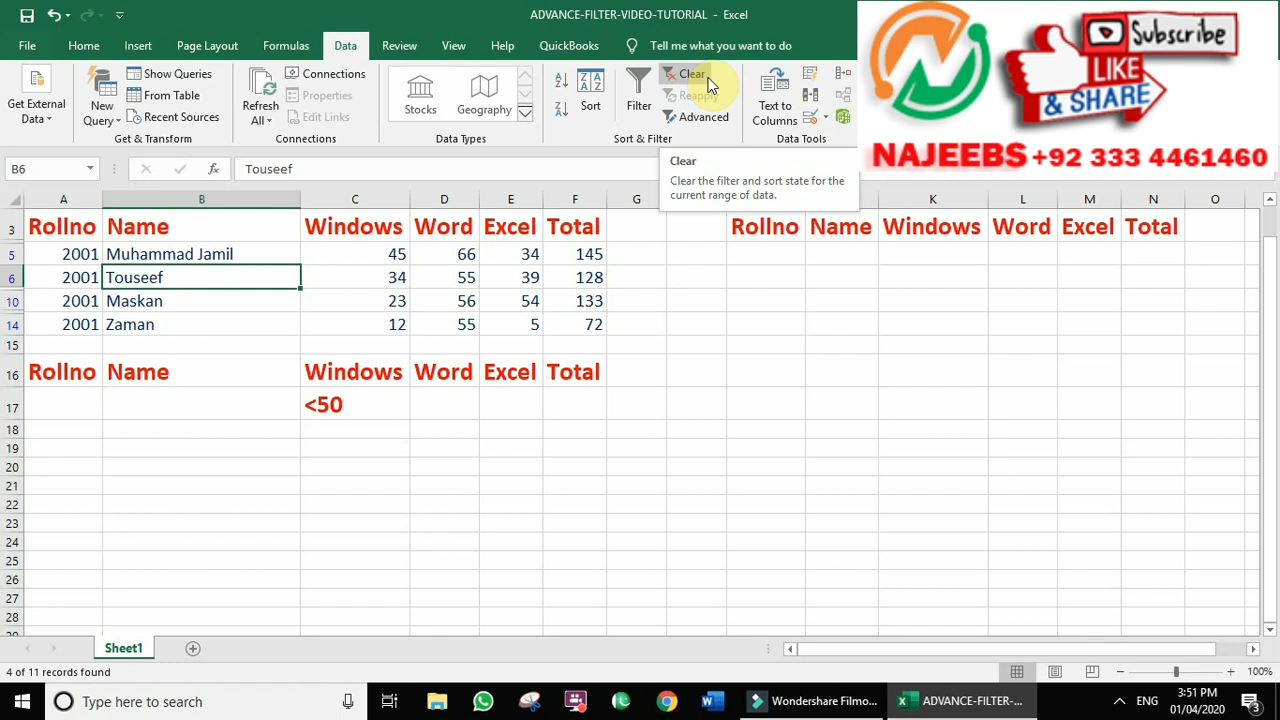 ADVANCE-FILTER-VIDEO-TUTORIAL - Excel
Subscribe
LIKE
& SHARE
NAJEEBS +92 333 4461460
File Home Insert Page Layout Formulas Data Review View Help QuickBooks Tell me what you want to do
Get External
Data
New
Query
Show Queries
From Table
Recent Sources
Get & Transform
Refresh
All
Connections
Properties
Edit Links
Connections
Stocks
Geography
Data Types
Sort
Filter
Clear
Reapply
Advanced
Sort & Filter
Text to
Columns
Data Tools
B6 fx Touseef
Clear
Clear the filter and sort state for the
current range of data.
A B C D E F G K L M N O
3 Rollno Name Windows Word Excel Total Rollno Name Windows Word Excel Total
5 2001 Muhammad Jamil 45 66 34 145
6 2001 Touseef 34 55 39 128
10 2001 Maskan 23 56 54 133
14 2001 Zaman 12 55 5 72
15
16 Rollno Name Windows Word Excel Total
17 <50
18
19
20
21
22
23
24
25
26
27
28
Sheet1
4 of 11 records found
100%
Type here to search
Wondershare Filmo...
ADVANCE-FILTER-...
ENG
3:51 PM
01/04/2020
3